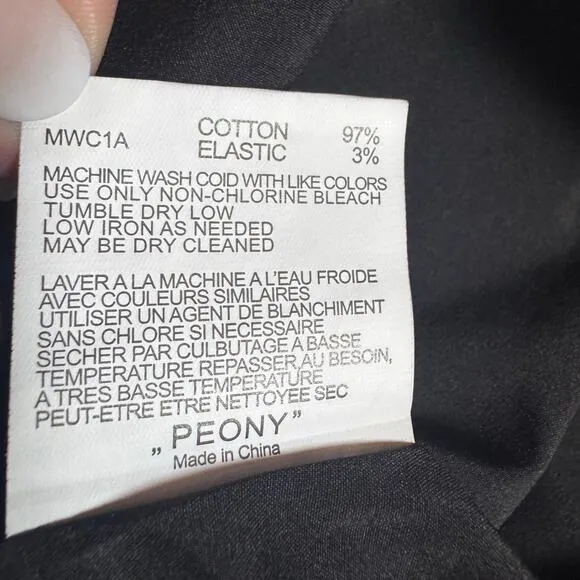 MWC1A COTTON 97%
ELASTIC 3%
MACHINE WASH COID WITH LIKE COLORS
USE ONLY NON-CHLORINE BLEACH
TUMBLE DRY LOW
LOW IRON AS NEEDED
MAY BE DRY CLEANED
LAVER A LA MACHINE A L'EAU FROIDE
AVEC COULEURS SIMILAIRES
UTILISER UN AGENT DE BLANCHIMENT
SANS CHLORE SI NECESSAIRE
SECHER PAR CULBUTAGE A BASSE
TEMPERATURE REPASSER AU BESOIN,
A TRES BASSE TEMPERATURE
PEUT-ETRE ETRE NETTOYEE SEC
„ PEONY”
Made in China